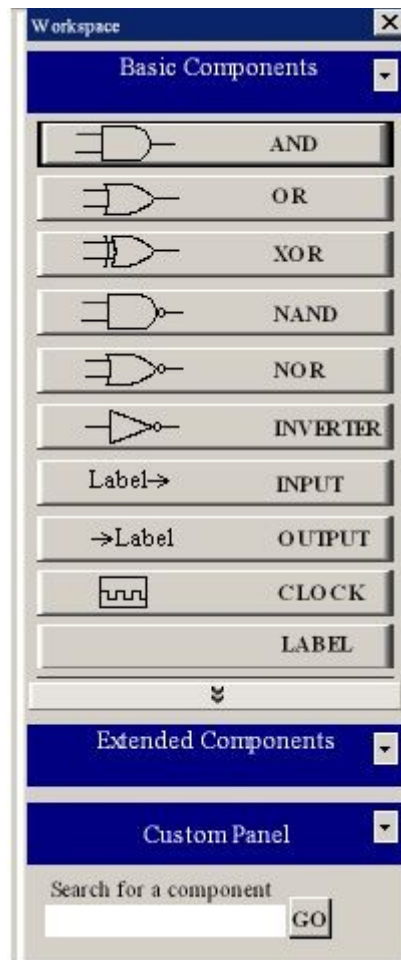 Workspace
Basic Components
AND
OR
XOR
NAND
NOR
INVERTER
Label→ INPUT
→Label OUTPUT
CLOCK
LABEL
Extended Components
Custom Panel
Search for a component
GO